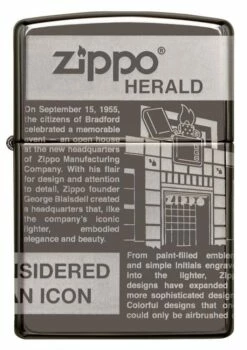 zippo®
HERALD
On September 15, 1955,
the citizens of Bradford
celebrated a memorable
event – an open house
at the new headquarters
of Zippo Manufacturing
Company. With his flair
for design and attention
to detail, Zippo founder
George Blaisdell created
a headquarters that, like
the company's iconic
lighter, embodied
elegance and beauty.
NSIDERED
AN ICON
From paint-filled emblem
and simple initials engrave
into the lighter, Zippo
designs have expanded
more sophisticated design
Colorful designs that on
could only be airbrushed